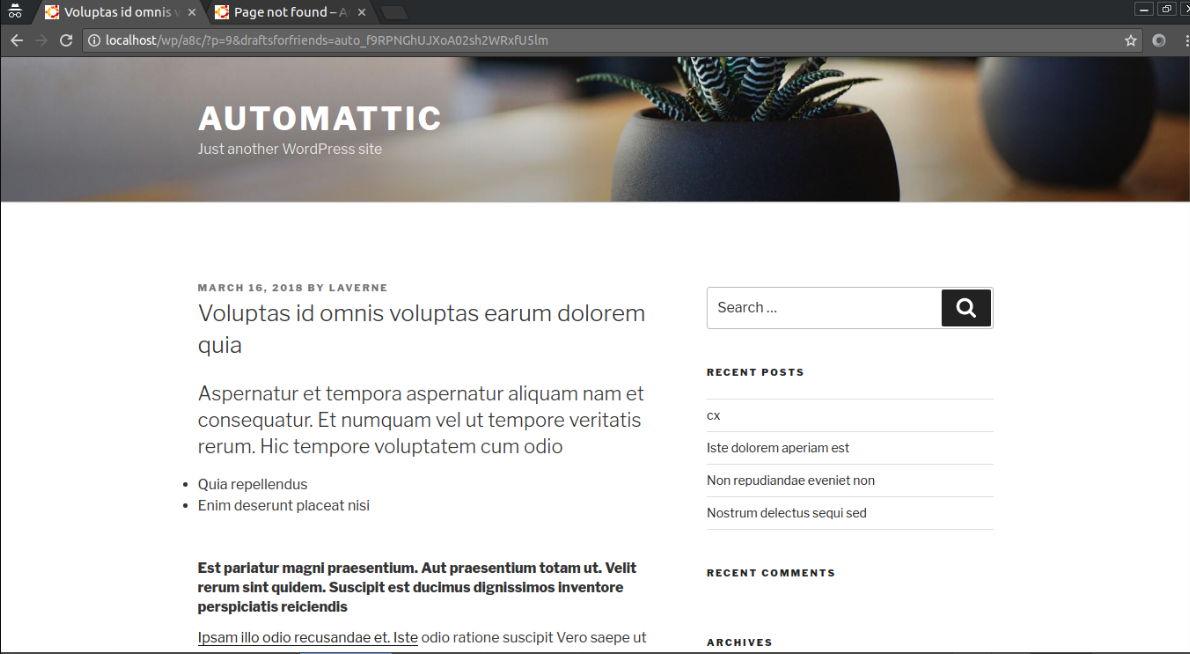 Voluptas id omnis v
Page not found – A
localhost/wp/a8c/?p=9&draftsforfriends=auto_f9RPNGhUJXoA02sh2WRxfU5lm
AUTOMATTIC
Just another WordPress site
MARCH 16, 2018 BY LAVERNE
Voluptas id omnis voluptas earum dolorem
quia
Aspernatur et tempora aspernatur aliquam nam et
consequatur. Et numquam vel ut tempore veritatis
rerum. Hic tempore voluptatem cum odio
Quia repellendus
Enim deserunt placeat nisi
Est pariatur magni praesentium. Aut praesentium totam ut. Velit
rerum sint quidem. Suscipit est ducimus dignissimos inventore
perspiciatis reiciendis
Ipsam illo odio recusandae et. Iste odio ratione suscipit Vero saepe ut
Search …
RECENT POSTS
cx
Iste dolorem aperiam est
Non repudiandae eveniet non
Nostrum delectus sequi sed
RECENT COMMENTS
ARCHIVES